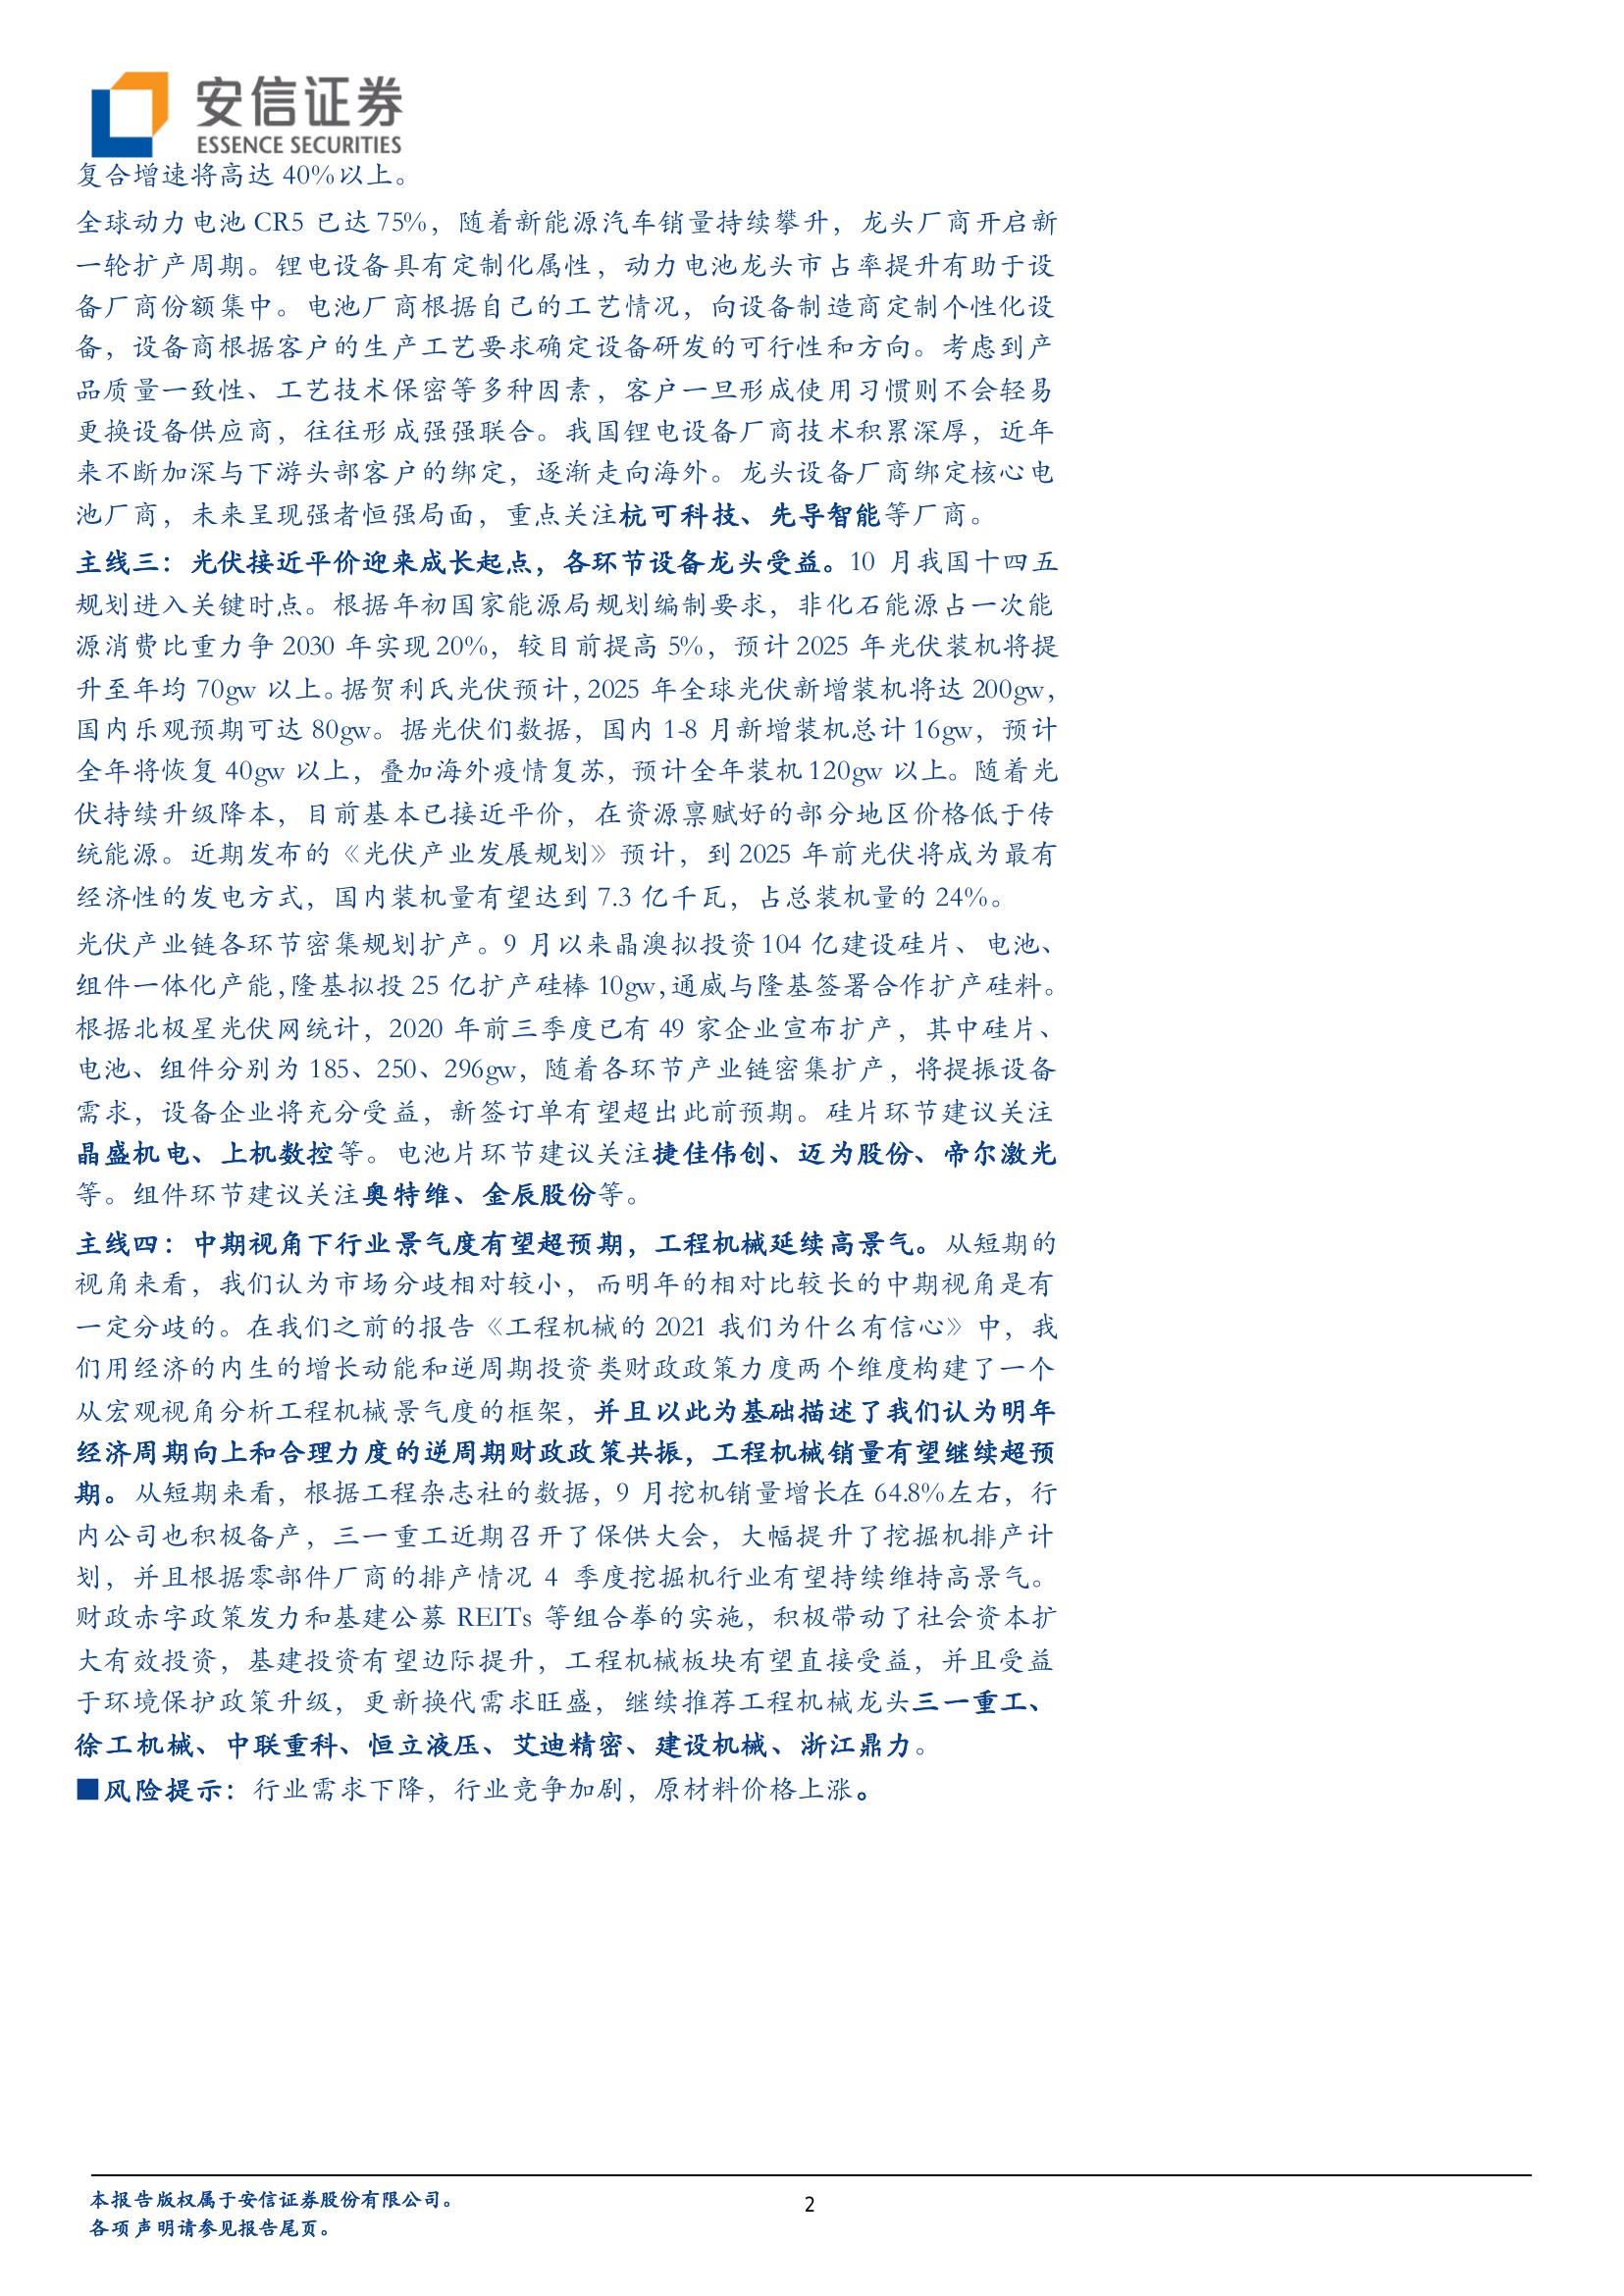 安信证券
ESSENCE SECURITIES
复合增速将高达 40%以上。
全球动力电池 CR5 已达 75%，随着新能源汽车销量持续攀升，龙头厂商开启新
一轮扩产周期。锂电设备具有定制化属性，动力电池龙头市占率提升有助于设
备厂商份额集中。电池厂商根据自己的工艺情况，向设备制造商定制个性化设
备，设备商根据客户的生产工艺要求确定设备研发的可行性和方向。考虑到产
品质量一致性、工艺技术保密等多种因素，客户一旦形成使用习惯则不会轻易
更换设备供应商，往往形成强强联合。我国锂电设备厂商技术积累深厚，近年
来不断加深与下游头部客户的绑定，逐渐走向海外。龙头设备厂商绑定核心电
池厂商，未来呈现强者恒强局面，重点关注杭可科技、先导智能等厂商。
主线三：光伏接近平价迎来成长起点，各环节设备龙头受益。10 月我国十四五
规划进入关键时点。根据年初国家能源局规划编制要求，非化石能源占一次能
源消费比重力争 2030 年实现 20%，较目前提高 5%，预计 2025 年光伏装机将提
升至年均 70gw 以上。据贺利氏光伏预计，2025 年全球光伏新增装机将达 200gw，
国内乐观预期可达 80gw。据光伏们数据，国内 1-8 月新增装机总计 16gw，预计
全年将恢复 40gw 以上，叠加海外疫情复苏，预计全年装机 120gw 以上。随着光
伏持续升级降本，目前基本已接近平价，在资源禀赋好的部分地区价格低于传
统能源。近期发布的《光伏产业发展规划》预计，到 2025 年前光伏将成为最有
经济性的发电方式，国内装机量有望达到 7.3 亿千瓦，占总装机量的 24%。
光伏产业链各环节密集规划扩产。9 月以来晶澳拟投资 104 亿建设硅片、电池、
组件一体化产能，隆基拟投 25 亿扩产硅棒 10gw，通威与隆基签署合作扩产硅料。
根据北极星光伏网统计，2020 年前三季度已有 49 家企业宣布扩产，其中硅片、
电池、组件分别为 185、250、296gw，随着各环节产业链密集扩产，将提振设备
需求，设备企业将充分受益，新签订单有望超出此前预期。硅片环节建议关注
晶盛机电、上机数控等。电池片环节建议关注捷佳伟创、迈为股份、帝尔激光
等。组件环节建议关注奥特维、金辰股份等。
主线四：中期视角下行业景气度有望超预期，工程机械延续高景气。从短期的
视角来看，我们认为市场分歧相对较小，而明年的相对比较长的中期视角是有
一定分歧的。在我们之前的报告《工程机械的 2021 我们为什么有信心》中，我
们用经济的内生的增长动能和逆周期投资类财政政策力度两个维度构建了一个
从宏观视角分析工程机械景气度的框架，并且以此为基础描述了我们认为明年
经济周期向上和合理力度的逆周期财政政策共振，工程机械销量有望继续超预
期。从短期来看，根据工程杂志社的数据，9 月挖机销量增长在 64.8%左右，行
内公司也积极备产，三一重工近期召开了保供大会，大幅提升了挖掘机排产计
划，并且根据零部件厂商的排产情况 4 季度挖掘机行业有望持续维持高景气。
财政赤字政策发力和基建公募 REITs 等组合拳的实施，积极带动了社会资本扩
大有效投资，基建投资有望边际提升，工程机械板块有望直接受益，并且受益
于环境保护政策升级，更新换代需求旺盛，继续推荐工程机械龙头三一重工、
徐工机械、中联重科、恒立液压、艾迪精密、建设机械、浙江鼎力。
■风险提示：行业需求下降，行业竞争加剧，原材料价格上涨。
本报告版权属于安信证券股份有限公司。
2
各项声明请参见报告尾页。